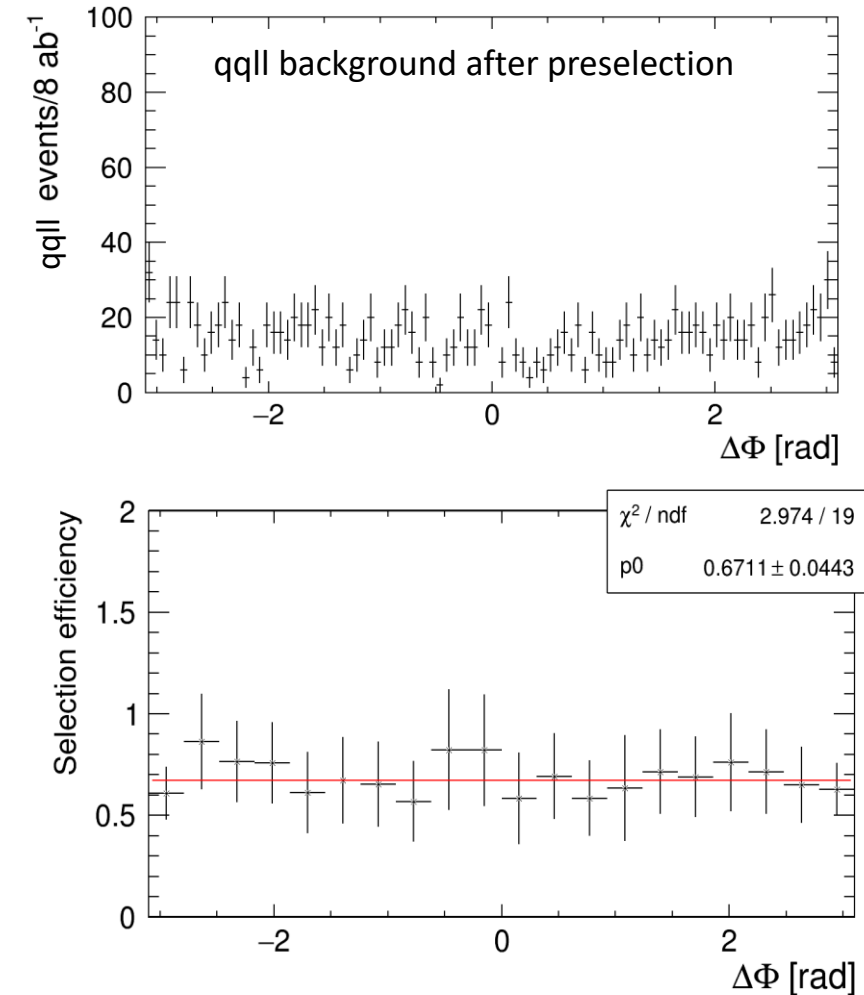 qqll background after preselection
qqll events/8 ab⁻¹
100
80
60
40
20
0
−2 0 2
ΔΦ [rad]
χ² / ndf 2.974 / 19
p0 0.6711 ± 0.0443
Selection efficiency
2
1.5
1
0.5
0
−2 0 2
ΔΦ [rad]